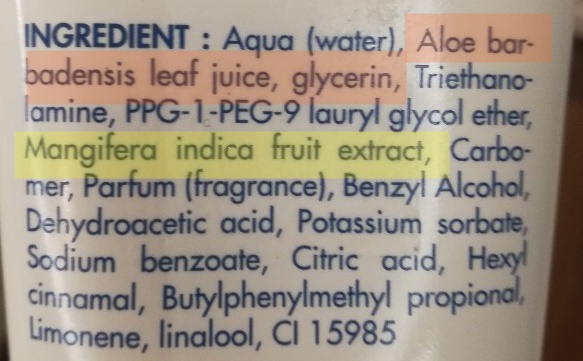 INGREDIENT : Aqua (water), Aloe bar-
badensis leaf juice, glycerin, Triethano-
lamine, PPG-1-PEG-9 lauryl glycol ether,
Mangifera indica fruit extract, Carbo-
mer, Parfum (fragrance), Benzyl Alcohol,
Dehydroacetic acid, Potassium sorbate,
Sodium benzoate, Citric acid, Hexyl
cinnamal, Butylphenylmethyl propional,
Limonene, linalool, CI 15985